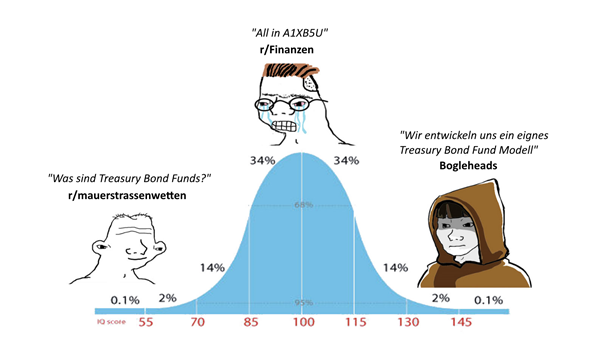 "All in A1XB5U"
r/Finanzen
"Wir entwickeln uns ein eignes
Treasury Bond Fund Modell"
Bogleheads
"Was sind Treasury Bond Funds?"
r/mauerstrassenwetten
34% 34%
68%
14% 14%
95%
0.1% 2% 2% 0.1%
IQ score 55 70 85 100 115 130 145